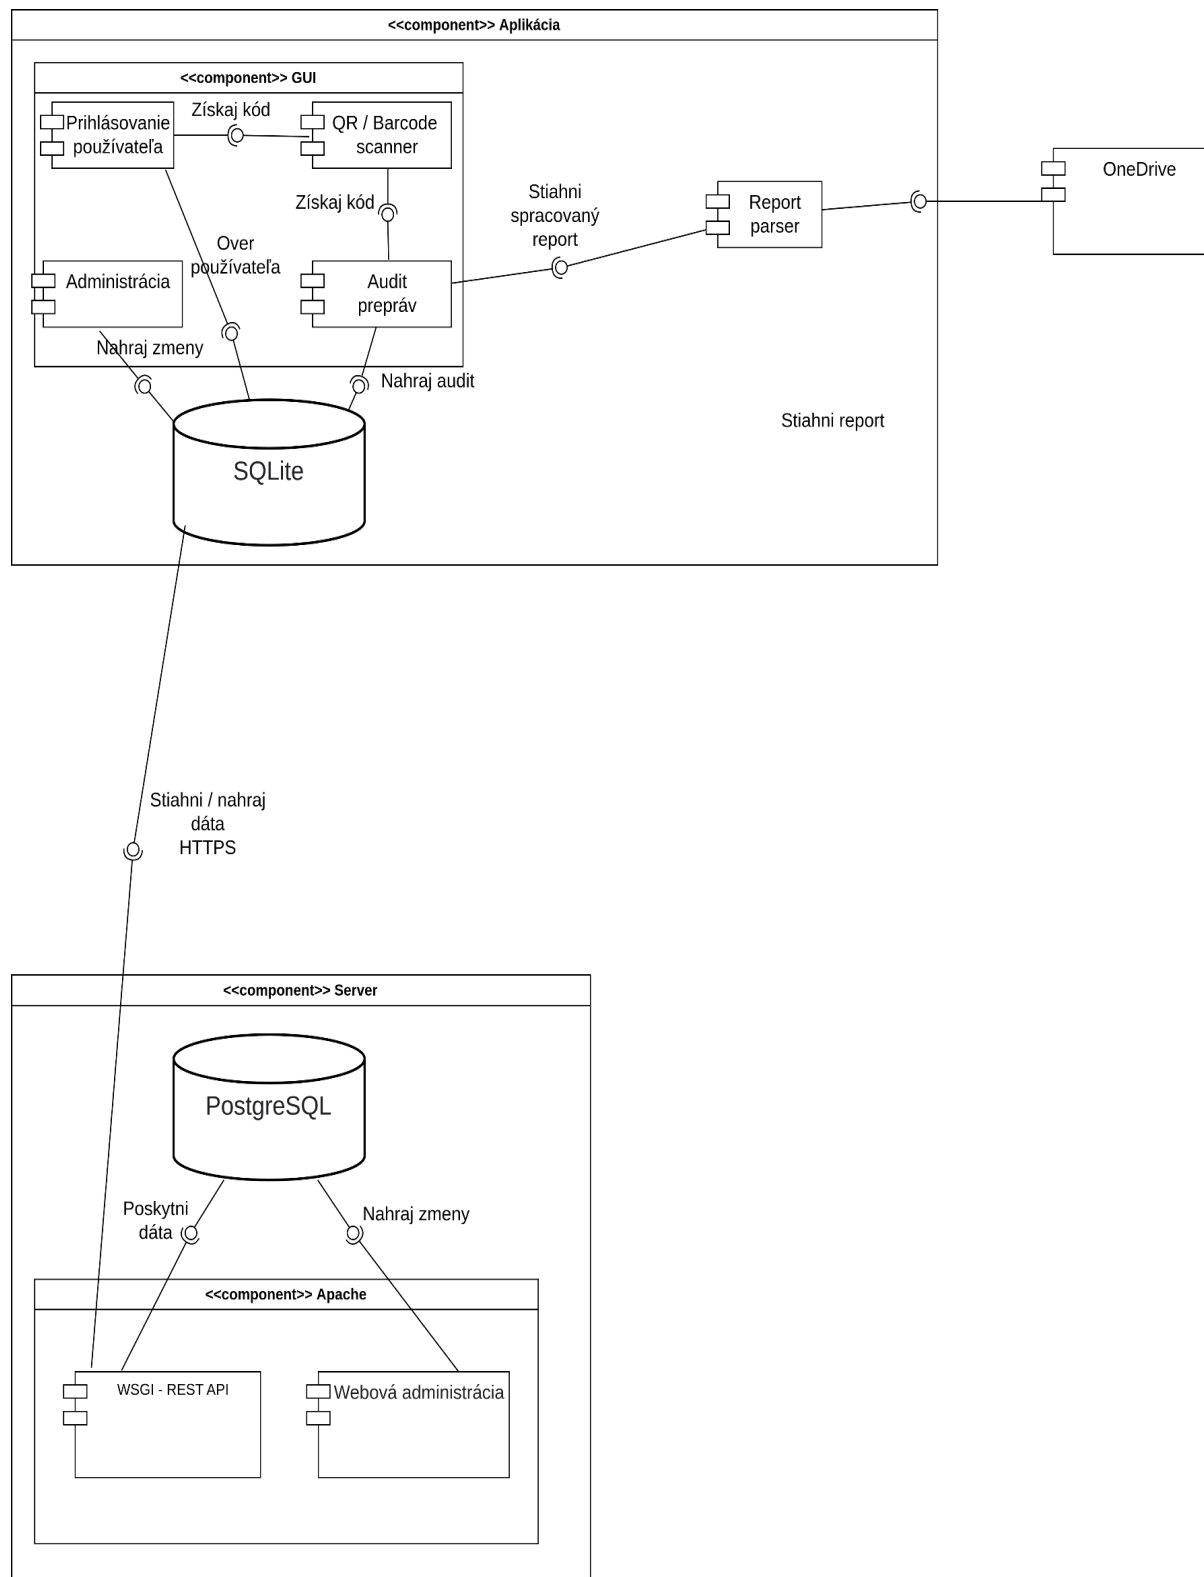 <<component>> Aplikácia
<<component>> GUI
Prihlásovanie
používateľa
Získaj kód
QR / Barcode
scanner
Získaj kód
Over
používateľa
Administrácia
Audit
prepráv
Nahraj zmeny
Nahraj audit
Stiahni
spracovaný
report
Report
parser
OneDrive
Stiahni report
SQLite
Stiahni / nahraj
dáta
HTTPS
<<component>> Server
PostgreSQL
Poskytni
dáta
Nahraj zmeny
<<component>> Apache
WSGI - REST API
Webová administrácia